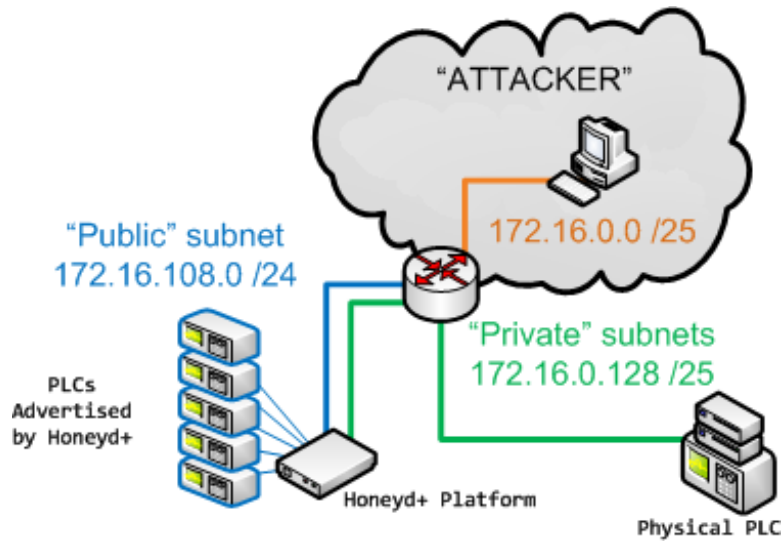 “ATTACKER”
172.16.0.0 /25
“Public” subnet
172.16.108.0 /24
“Private” subnets
172.16.0.128 /25
PLCs
Advertised
by Honeyd+
Honeyd+ Platform
Physical PLC